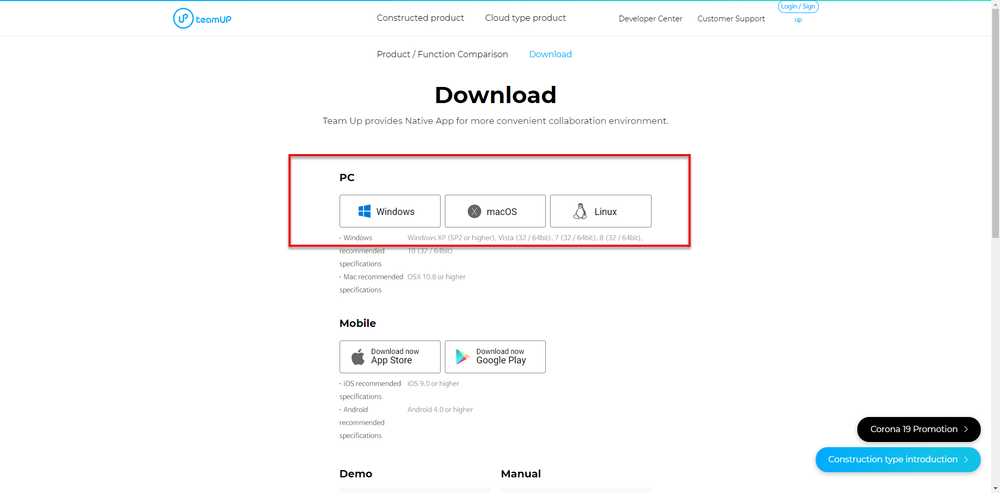 teamUP
Constructed product
Cloud type product
Developer Center
Customer Support
Login / Sign
up
Product / Function Comparison
Download
Download
Team Up provides Native App for more convenient collaboration environment.
PC
Windows
macOS
Linux
· Windows
recommended
specifications
Windows XP (SP2 or higher), Vista (32 / 64bit), 7 (32 / 64bit), 8 (32 / 64bit),
10 (32 / 64bit)
· Mac recommended
specifications
OSX 10.8 or higher
Mobile
Download now
App Store
Download now
Google Play
· iOS recommended
specifications
iOS 9.0 or higher
· Android
recommended
specifications
Android 4.0 or higher
Corona 19 Promotion
Construction type introduction
Demo
Manual